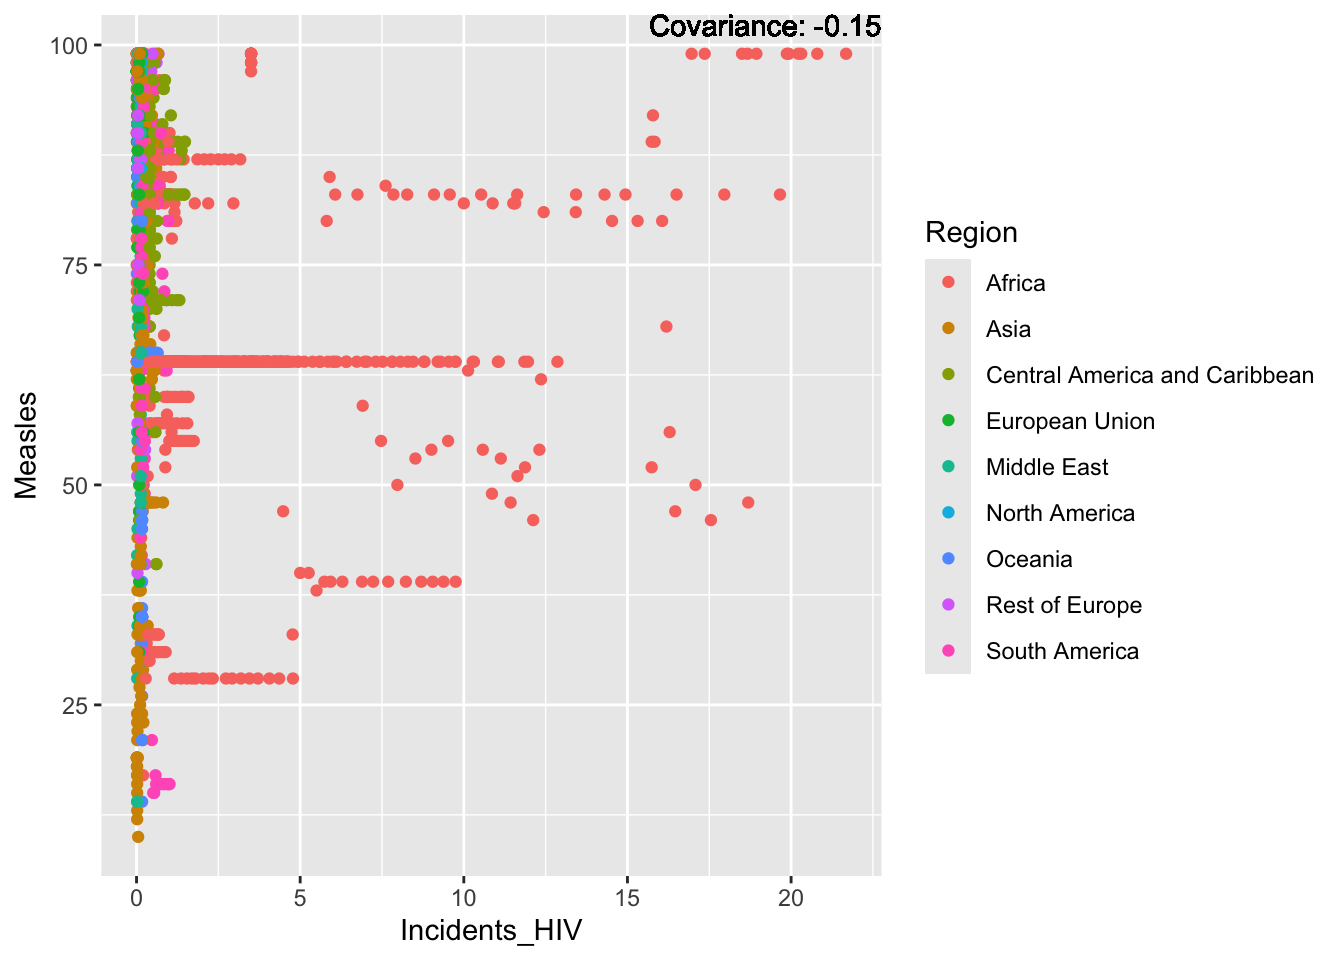 Covariance: -0.15
100
75
50
25
Measles
0 5 10 15 20
Incidents_HIV
Region
Africa
Asia
Central America and Caribbean
European Union
Middle East
North America
Oceania
Rest of Europe
South America